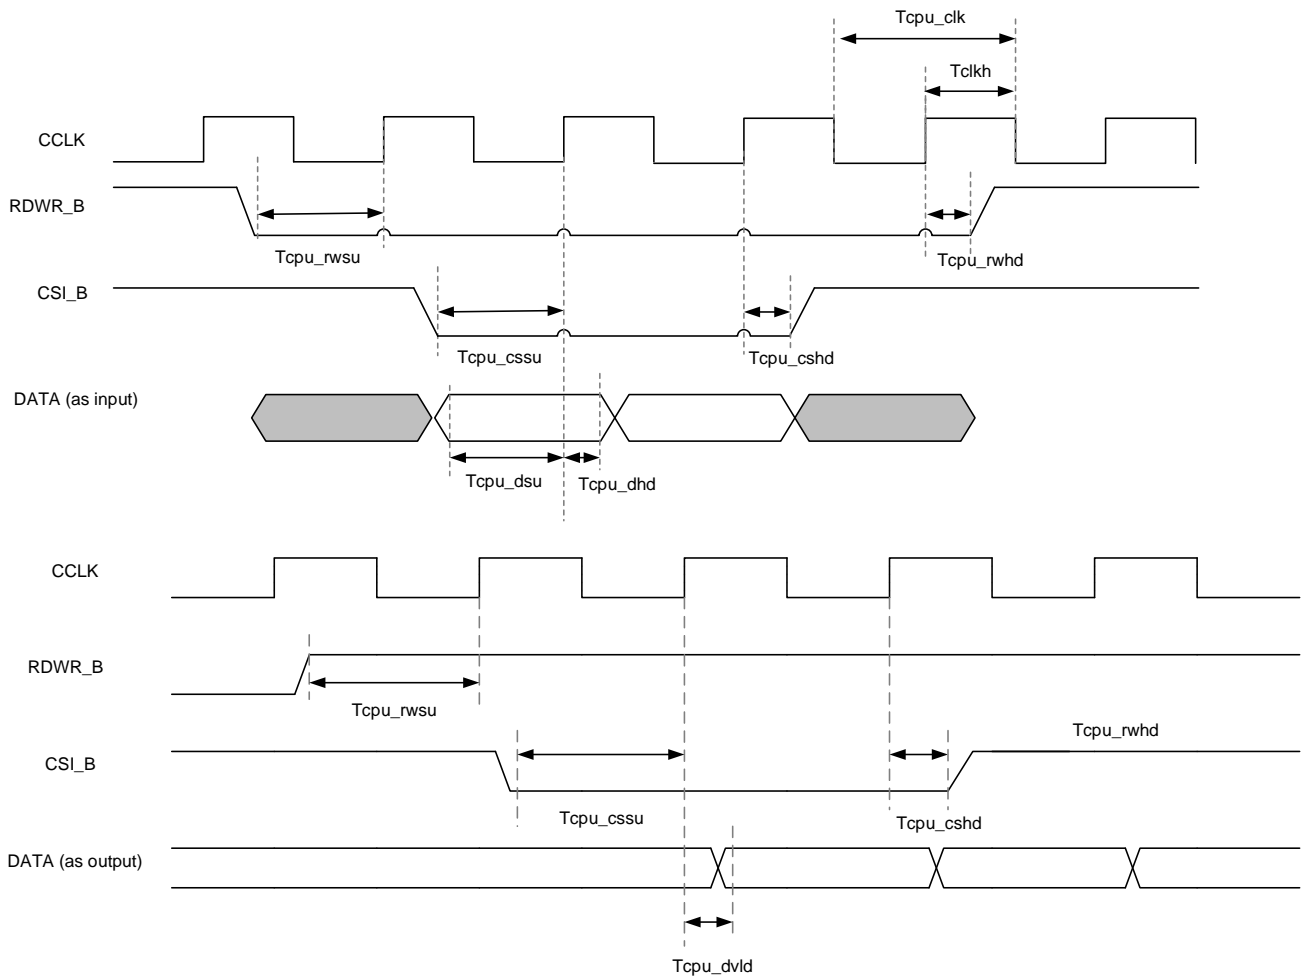 Tcpu_clk
Tclkh
CCLK
RDWR_B
Tcpu_rwsu
Tcpu_rwhd
CSI_B
Tcpu_cssu
Tcpu_cshd
DATA (as input)
Tcpu_dsu
Tcpu_dhd
CCLK
RDWR_B
Tcpu_rwsu
Tcpu_rwhd
CSI_B
Tcpu_cssu
Tcpu_cshd
DATA (as output)
Tcpu_dvld